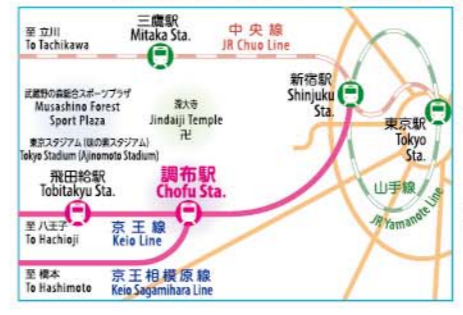 至 立川
To Tachikawa
三鷹駅
Mitaka Sta.
中央線
JR Chuo Line
武蔵野の森総合スポーツプラザ
Musashino Forest
Sport Plaza
深大寺
Jindaiji Temple
卍
新宿駅
Shinjuku
Sta.
東京駅
Tokyo
Sta.
東京スタジアム(味の素スタジアム)
Tokyo Stadium (Ajinomoto Stadium)
飛田給駅
Tobitakyu Sta.
調布駅
Chofu Sta.
山手線
JR Yamanote Line
至 八王子
To Hachioji
京王線
Keio Line
至 橋本
To Hashimoto
京王相模原線
Keio Sagamihara Line